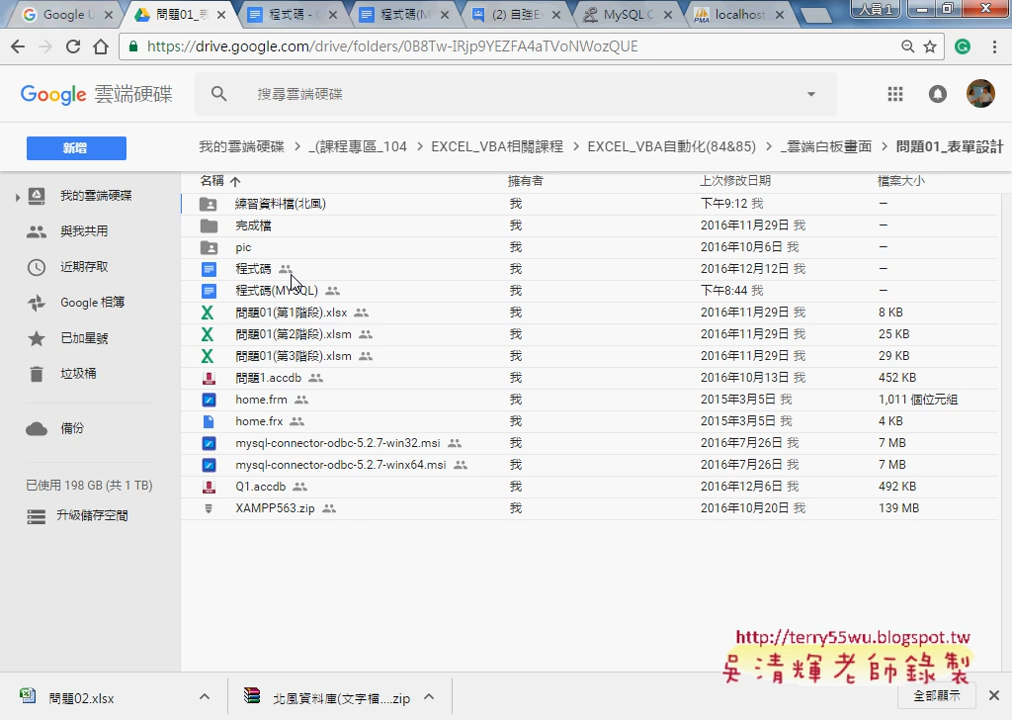 Google U
問題01_表
程式碼 - G
程式碼(M
(2) 自強E
MySQL C
localhost
人員1
https://drive.google.com/drive/folders/0B8Tw-IRjp9YEZFA4aTVoNWozQUE
Google 雲端硬碟
搜尋雲端硬碟
新增
我的雲端硬碟 > _(課程專區_104 > EXCEL_VBA相關課程 > EXCEL_VBA自動化(84&85) > _雲端白板畫面 > 問題01_表單設計
我的雲端硬碟
與我共用
近期存取
Google 相簿
已加星號
垃圾桶
備份
已使用 198 GB (共 1 TB)
升級儲存空間
名稱 擁有者 上次修改日期 檔案大小
練習資料檔(北風) 我 下午9:12 我 –
完成檔 我 2016年11月29日 我 –
pic 我 2016年10月6日 我 –
程式碼 我 2016年12月12日 我 –
程式碼(MYSQL) 我 下午8:44 我 –
問題01(第1階段).xlsx 我 2016年11月29日 我 8 KB
問題01(第2階段).xlsm 我 2016年11月29日 我 25 KB
問題01(第3階段).xlsm 我 2016年11月29日 我 29 KB
問題1.accdb 我 2016年10月13日 我 452 KB
home.frm 我 2015年3月5日 我 1,011 個位元組
home.frx 我 2015年3月5日 我 4 KB
mysql-connector-odbc-5.2.7-win32.msi 我 2016年7月26日 我 7 MB
mysql-connector-odbc-5.2.7-winx64.msi 我 2016年7月26日 我 7 MB
Q1.accdb 我 2016年12月6日 我 492 KB
XAMPP563.zip 我 2016年10月20日 我 139 MB
http://terry55wu.blogspot.tw
吳清輝老師錄製
問題02.xlsx
北風資料庫(文字檔....zip
全部顯示